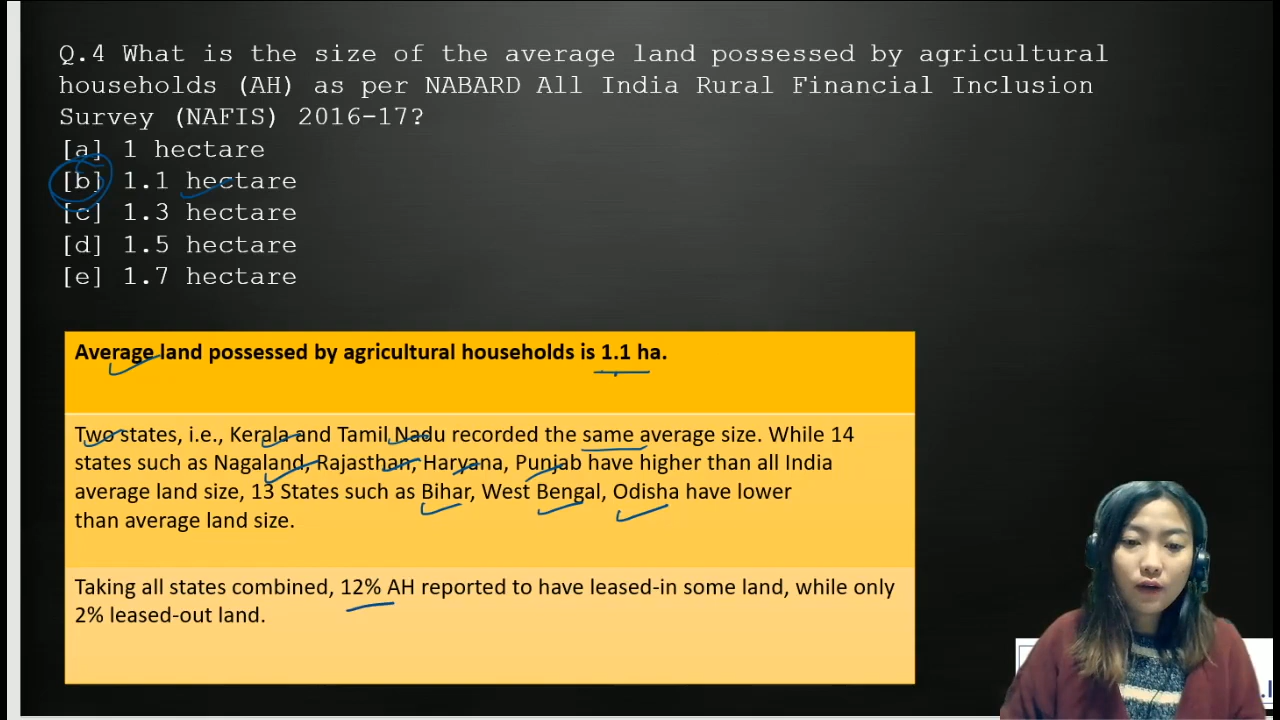 Q.4 What is the size of the average land possessed by agricultural
households (AH) as per NABARD All India Rural Financial Inclusion
Survey (NAFIS) 2016-17?
[a] 1 hectare
[b] 1.1 hectare
[c] 1.3 hectare
[d] 1.5 hectare
[e] 1.7 hectare
Average land possessed by agricultural households is 1.1 ha.
Two states, i.e., Kerala and Tamil Nadu recorded the same average size. While 14
states such as Nagaland, Rajasthan, Haryana, Punjab have higher than all India
average land size, 13 States such as Bihar, West Bengal, Odisha have lower
than average land size.
Taking all states combined, 12% AH reported to have leased-in some land, while only
2% leased-out land.